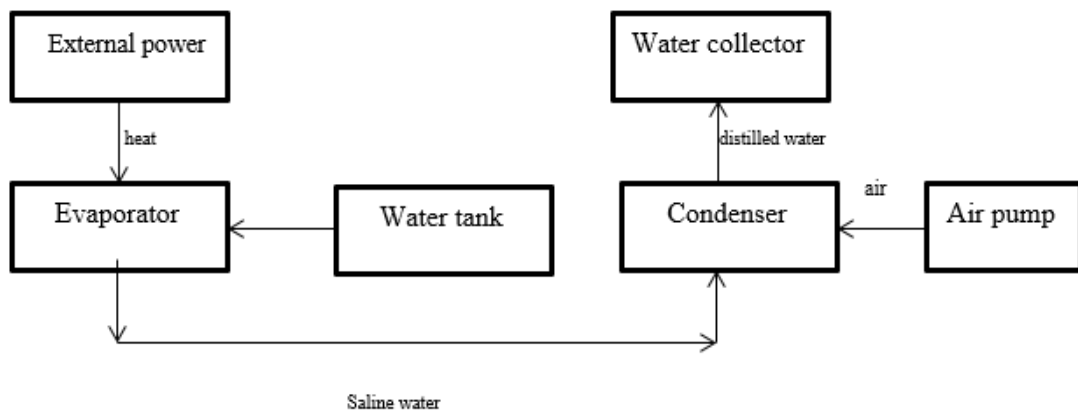 External power
Water collector
heat
distilled water
Evaporator
Water tank
Condenser
air
Air pump
Saline water